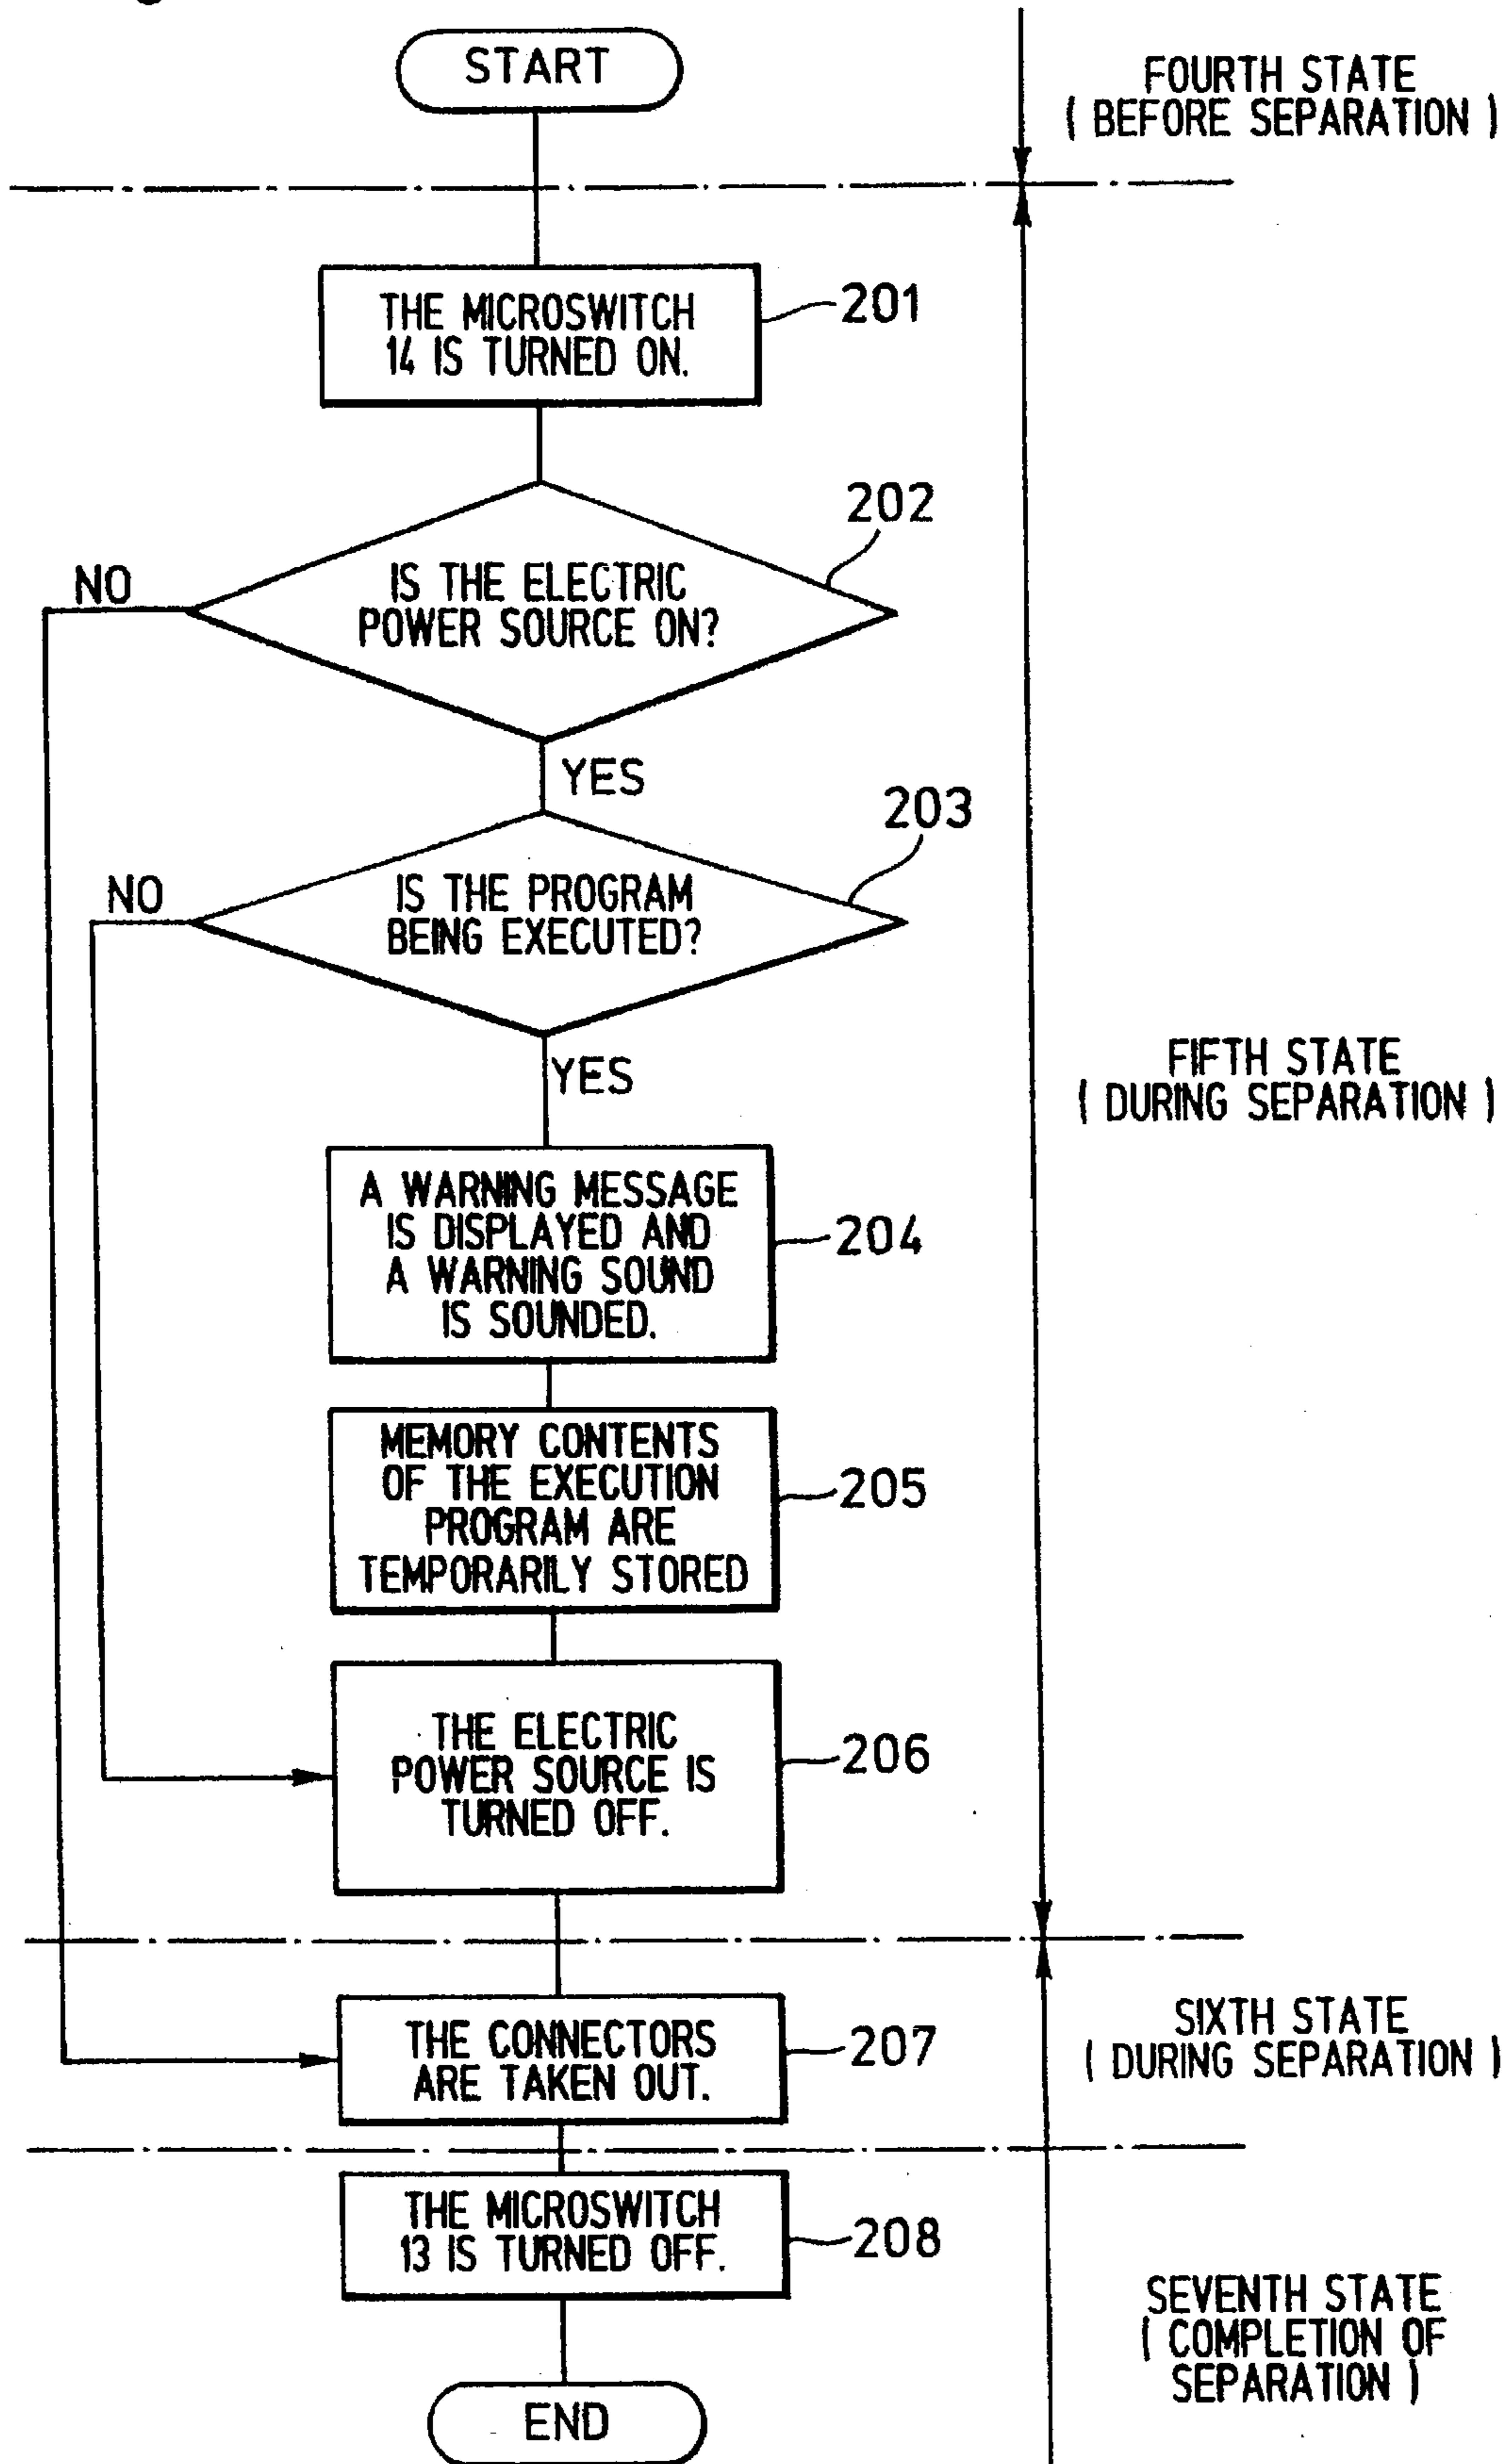 START
FOURTH STATE
( BEFORE SEPARATION )
THE MICROSWITCH
14 IS TURNED ON.
201
202
IS THE ELECTRIC
POWER SOURCE ON?
NO
YES
203
IS THE PROGRAM
BEING EXECUTED?
NO
YES
FIFTH STATE
( DURING SEPARATION )
A WARNING MESSAGE
IS DISPLAYED AND
A WARNING SOUND
IS SOUNDED.
204
MEMORY CONTENTS
OF THE EXECUTION
PROGRAM ARE
TEMPORARILY STORED
205
THE ELECTRIC
POWER SOURCE IS
TURNED OFF.
206
THE CONNECTORS
ARE TAKEN OUT.
207
SIXTH STATE
( DURING SEPARATION )
THE MICROSWITCH
13 IS TURNED OFF.
208
SEVENTH STATE
( COMPLETION OF
SEPARATION )
END